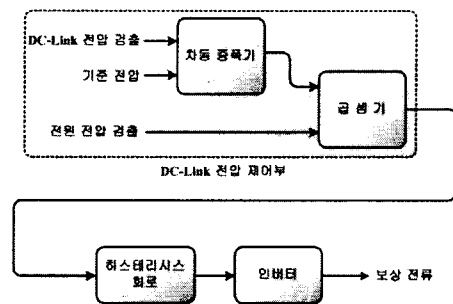 DC-Link 전압 검출
차동 증폭기
기준 전압
곱 셈 기
전원 전압 검출
DC-Link 전압 제어부
히스테리시스
회로
인버터
보상 전류